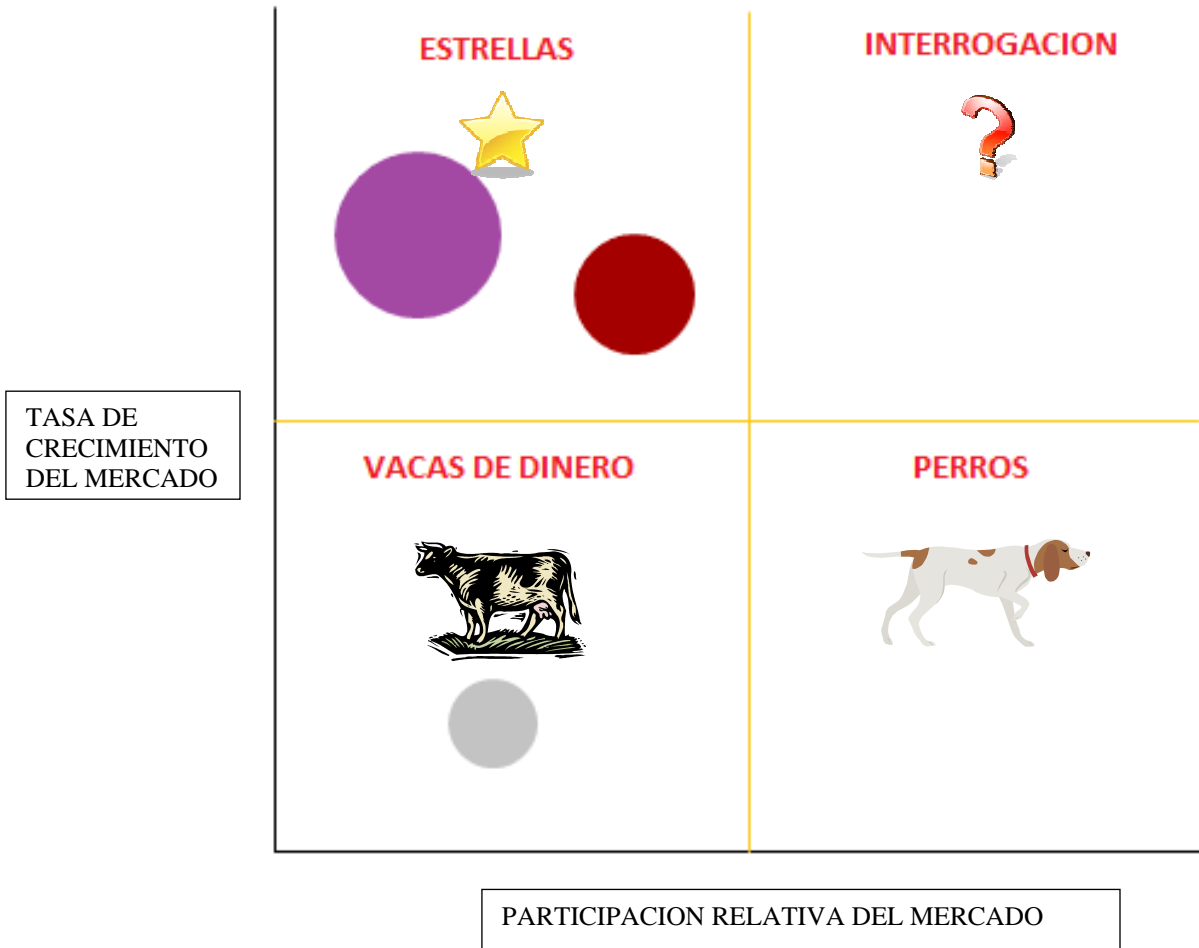 ESTRELLAS
INTERROGACION
TASA DE
CRECIMIENTO
DEL MERCADO
VACAS DE DINERO
PERROS
PARTICIPACION RELATIVA DEL MERCADO